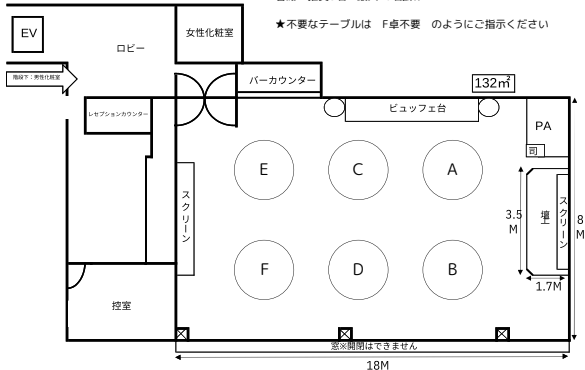 ★不要なテーブルは F卓不要 のようにご指示ください
EV
ロビー
女性化粧室
階段下：男性化粧室
バーカウンター
132㎡
レセプションカウンター
ビュッフェ台
PA
司
E
C
A
スクリーン
3.5
M
壇上
スクリーン
8
M
F
D
B
1.7M
控室
窓※開閉はできません
18M